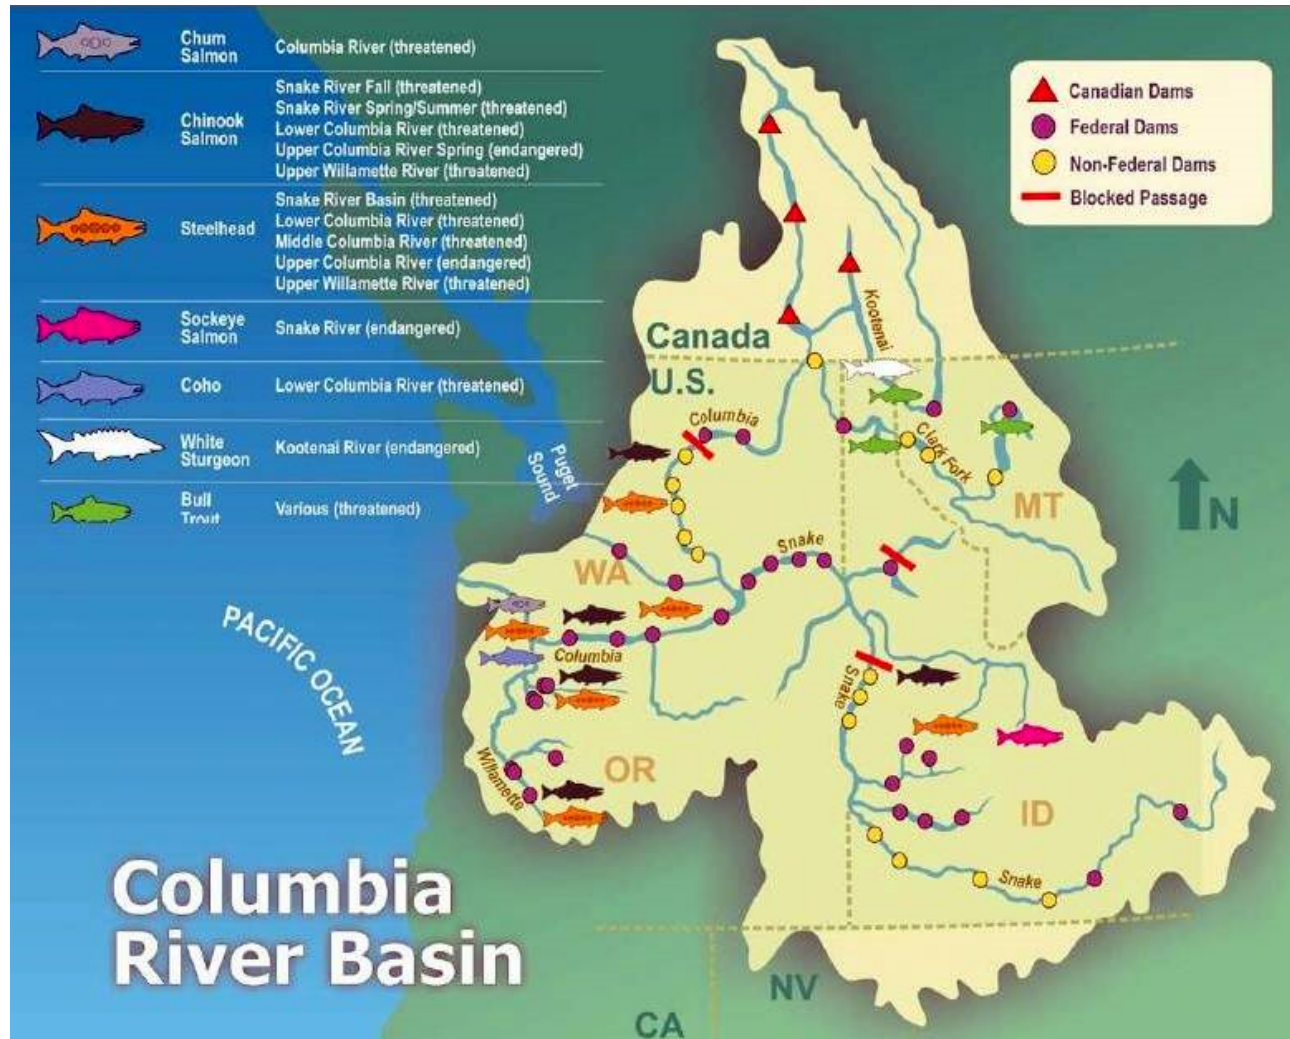 Chum
Salmon
Columbia River (threatened)
Chinook
Salmon
Snake River Fall (threatened)
Snake River Spring/Summer (threatened)
Lower Columbia River (threatened)
Upper Columbia River Spring (endangered)
Upper Willamette River (threatened)
Steelhead
Snake River Basin (threatened)
Lower Columbia River (threatened)
Middle Columbia River (threatened)
Upper Columbia River (endangered)
Upper Willamette River (threatened)
Sockeye
Salmon
Snake River (endangered)
Coho
Lower Columbia River (threatened)
White
Sturgeon
Kootenai River (endangered)
Bull
Trout
Various (threatened)
Canadian Dams
Federal Dams
Non-Federal Dams
Blocked Passage
Kootenai
Canada
U.S.
Columbia
Clark Fork
Puget
Sound
MT
N
Snake
WA
PACIFIC OCEAN
Columbia
Snake
Willamette
OR
ID
Snake
Columbia
River Basin
NV
CA